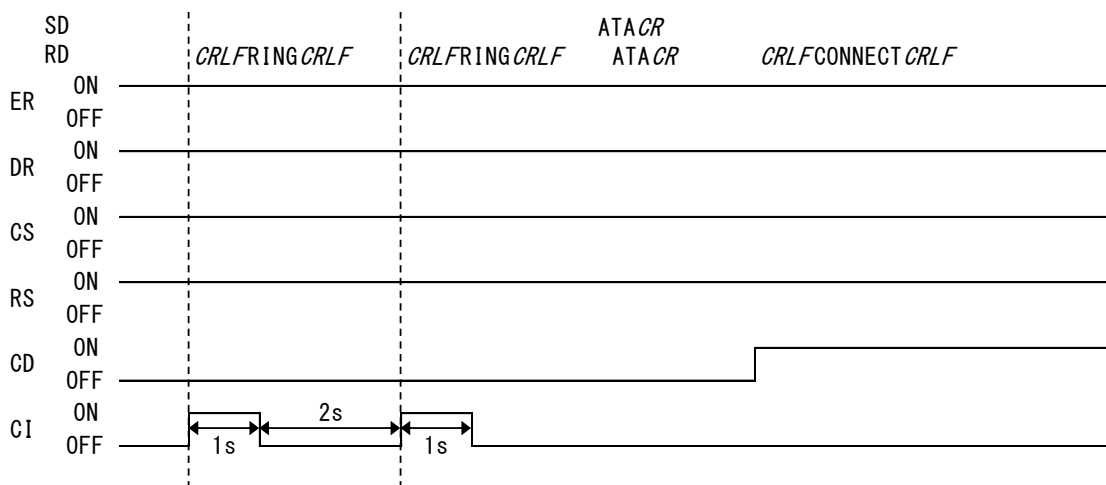 SD ATACR
RD CRLFRINGCRLF CRLFRINGCRLF ATACR CRLFCONNECTCRLF
ER ON
OFF
DR ON
OFF
CS ON
OFF
RS ON
OFF
CD ON
OFF
CI ON
OFF
1s 2s 1s